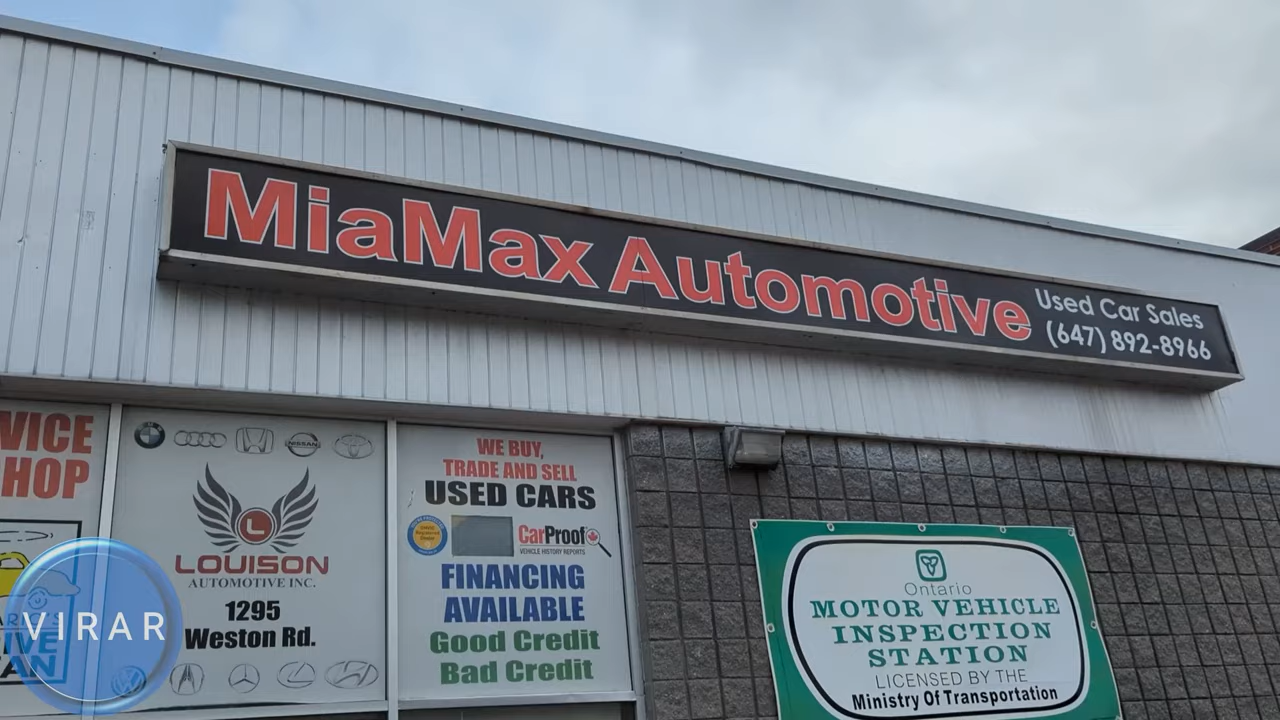 MiaMax Automotive
Used Car Sales
(647) 892-8966
VICE
HOP
NISSAN
L
LOUISON
AUTOMOTIVE INC.
1295
Weston Rd.
WE BUY,
TRADE AND SELL
USED CARS
CarProof
VEHICLE HISTORY REPORTS
FINANCING
AVAILABLE
Good Credit
Bad Credit
Ontario
MOTOR VEHICLE
INSPECTION
STATION
LICENSED BY THE
Ministry Of Transportation
VIRAR